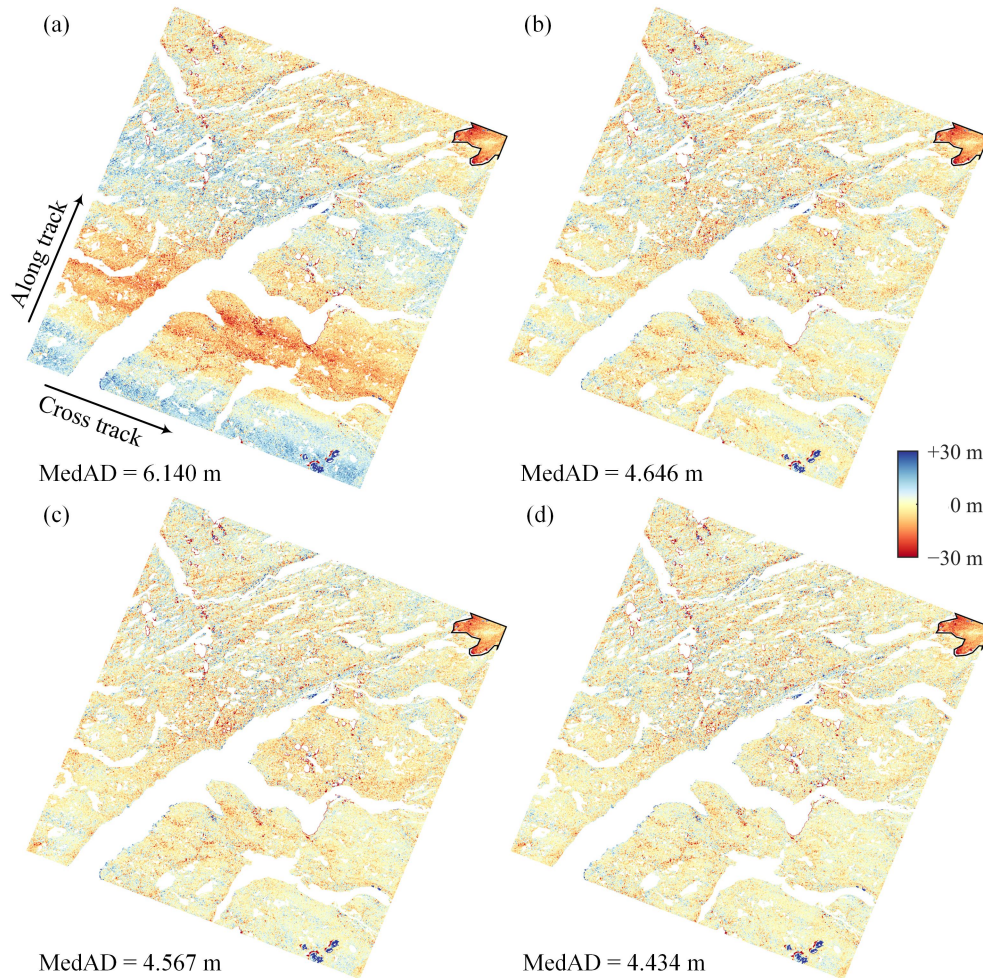 (a)
(b)
Along track
Cross track
MedAD = 6.140 m
MedAD = 4.646 m
+30 m
0 m
−30 m
(c)
(d)
MedAD = 4.567 m
MedAD = 4.434 m